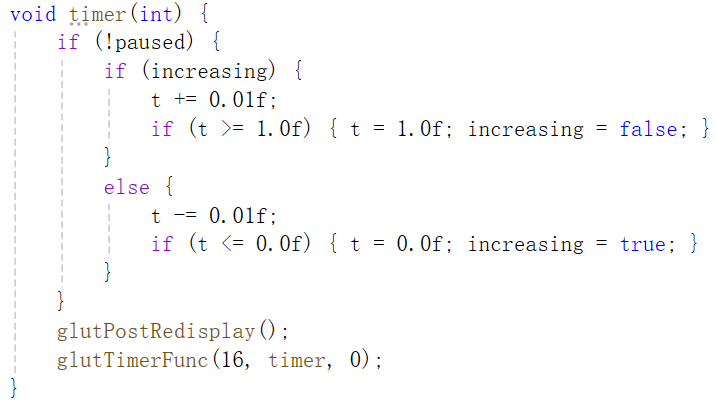 void timer(int) {
    if (!paused) {
        if (increasing) {
            t += 0.01f;
            if (t >= 1.0f) { t = 1.0f; increasing = false; }
        }
        else {
            t -= 0.01f;
            if (t <= 0.0f) { t = 0.0f; increasing = true; }
        }
    }
    glutPostRedisplay();
    glutTimerFunc(16, timer, 0);
}